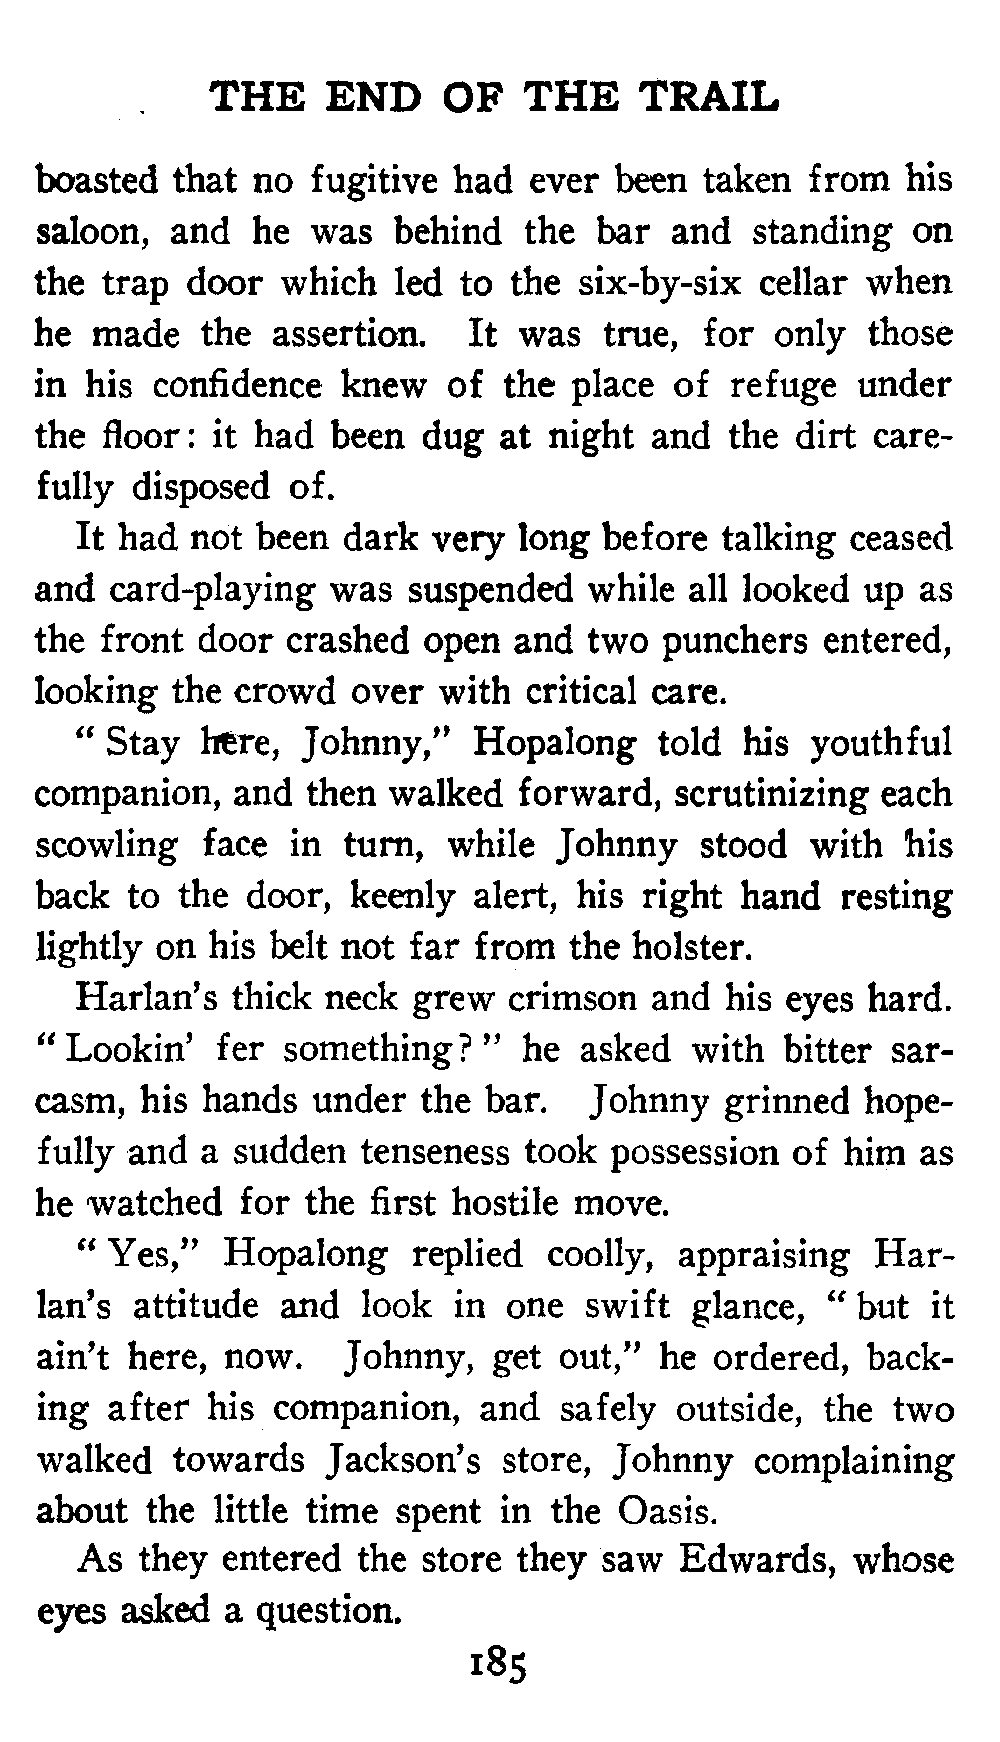 THE END OF THE TRAIL
boasted that no fugitive had ever been taken from his
saloon, and he was behind the bar and standing on
the trap door which led to the six-by-six cellar when
he made the assertion. It was true, for only those
in his confidence knew of the place of refuge under
the floor: it had been dug at night and the dirt care-
fully disposed of.
It had not been dark very long before talking ceased
and card-playing was suspended while all looked up as
the front door crashed open and two punchers entered,
looking the crowd over with critical care.
" Stay here, Johnny," Hopalong told his youthful
companion, and then walked forward, scrutinizing each
scowling face in turn, while Johnny stood with his
back to the door, keenly alert, his right hand resting
lightly on his belt not far from the holster.
Harlan's thick neck grew crimson and his eyes hard.
" Lookin' fer something? " he asked with bitter sar-
casm, his hands under the bar. Johnny grinned hope-
fully and a sudden tenseness took possession of him as
he watched for the first hostile move.
" Yes," Hopalong replied coolly, appraising Har-
lan's attitude and look in one swift glance, " but it
ain't here, now. Johnny, get out," he ordered, back-
ing after his companion, and safely outside, the two
walked towards Jackson's store, Johnny complaining
about the little time spent in the Oasis.
As they entered the store they saw Edwards, whose
eyes asked a question.
185